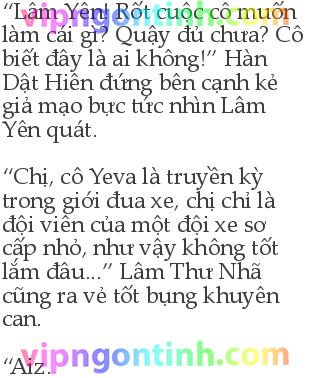 “Lâm Yên! Rốt cuộc cô muốn
làm cái gì? Quậy đủ chưa? Cô
biết đây là ai không!” Hàn
Dật Hiên đứng bên cạnh kẻ
giả mạo bực tức nhìn Lâm
Yên quát.
“Chị, cô Yeva là truyền kỳ
trong giới đua xe, chị chỉ là
đội viên của một đội xe sơ
cấp nhỏ, như vậy không tốt
lắm đâu...” Lâm Thư Nhã
cũng ra vẻ tốt bụng khuyên
can.
vipngontinh.com
“Aiz.
vipngontinh.com